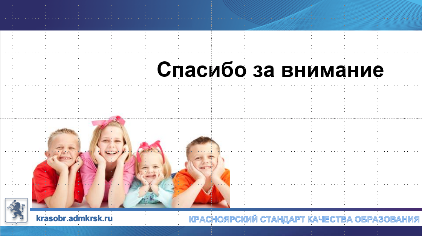 Спасибо за внимание
krasobr.admkrsk.ru
КРАСНОЯРСКИЙ СТАНДАРТ КАЧЕСТВА ОБРАЗОВАНИЯ